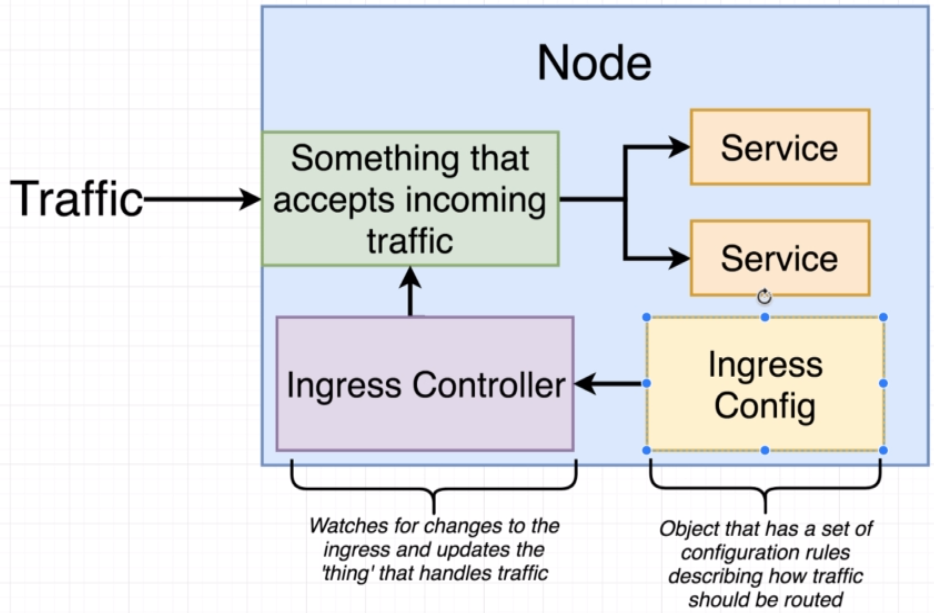 Node
Traffic
Something that
accepts incoming
traffic
Service
Service
Ingress Controller
Ingress
Config
Watches for changes to the
ingress and updates the
'thing' that handles traffic
Object that has a set of
configuration rules
describing how traffic
should be routed